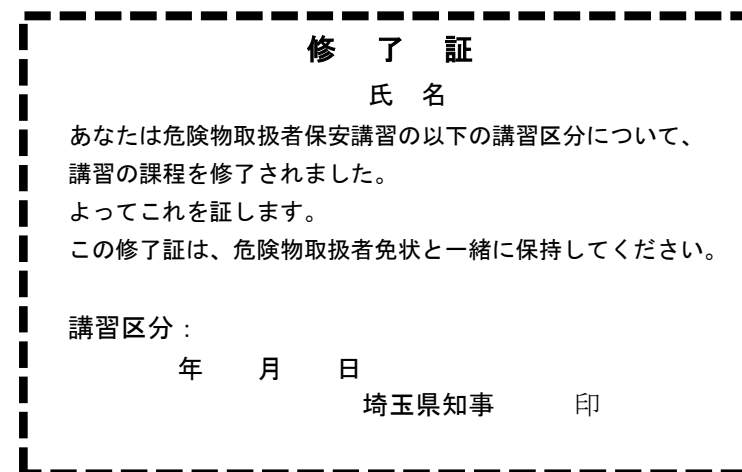 修 了 証
氏 名
あなたは危険物取扱者保安講習の以下の講習区分について、
講習の課程を修了されました。
よってこれを証します。
この修了証は、危険物取扱者免状と一緒に保持してください。
講習区分：
年 月 日
埼玉県知事 印